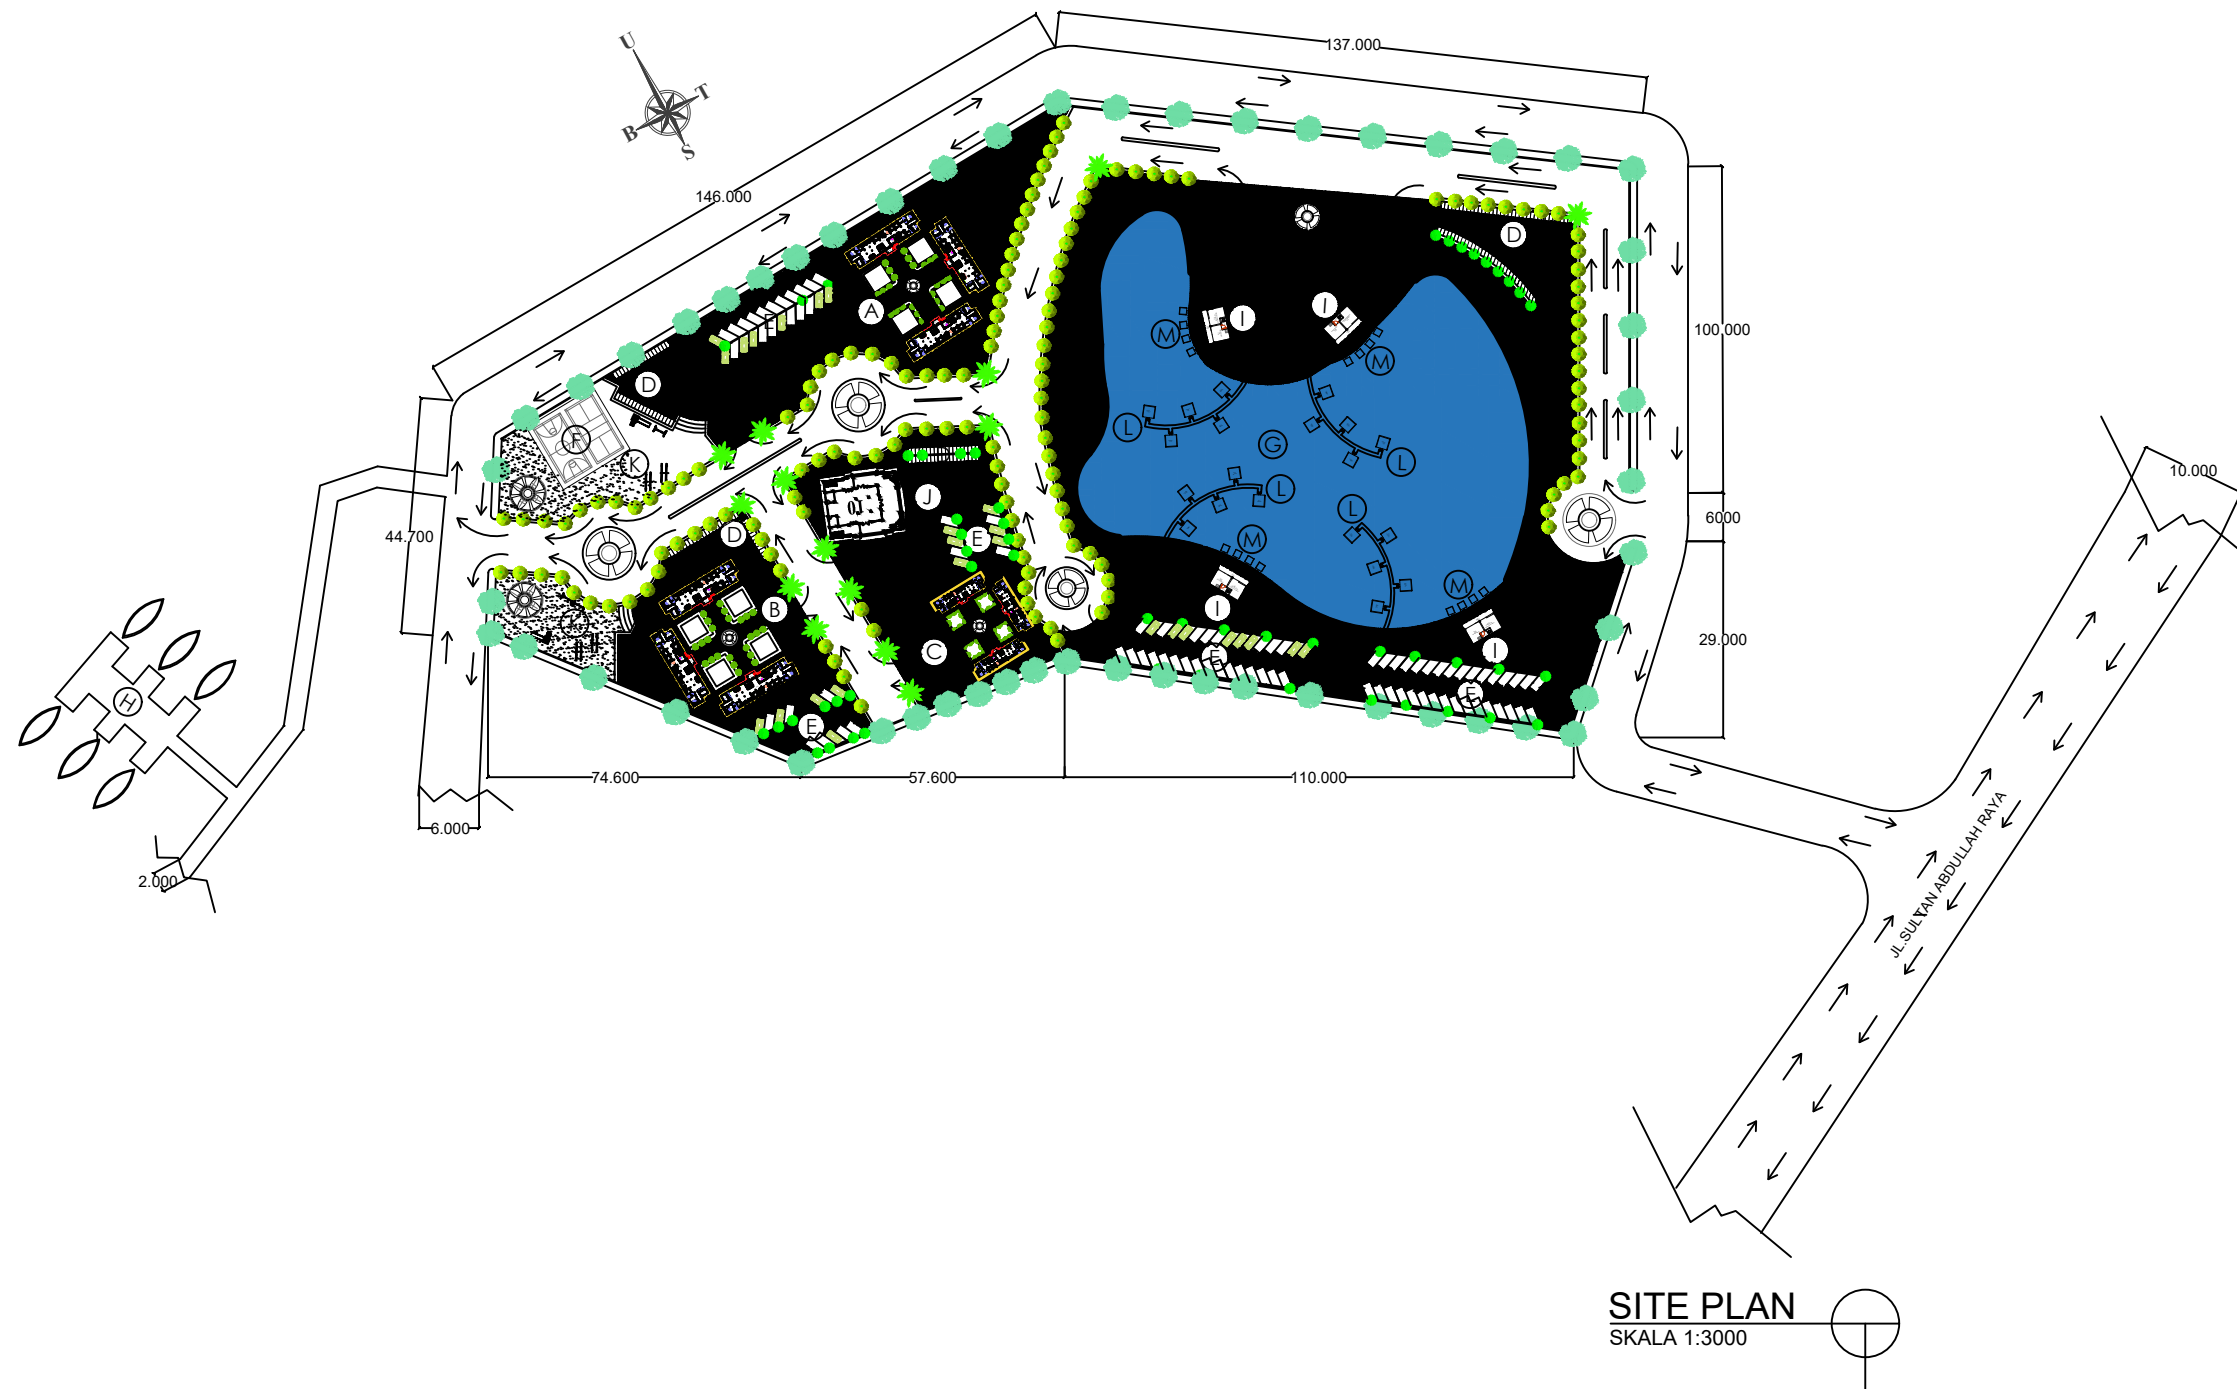 U
T
B
S
137.000
146.000
100.000
6000
29.000
10.000
44.700
74.600
57.600
110.000
6.000
2.000
A
E
D
F
K
D
J
E
B
K
C
E
H
D
I
I
M
M
L
G
L
L
L
M
M
I
I
E
E
JL.SULTAN ABDULLAH RAYA
SITE PLAN
SKALA 1:3000